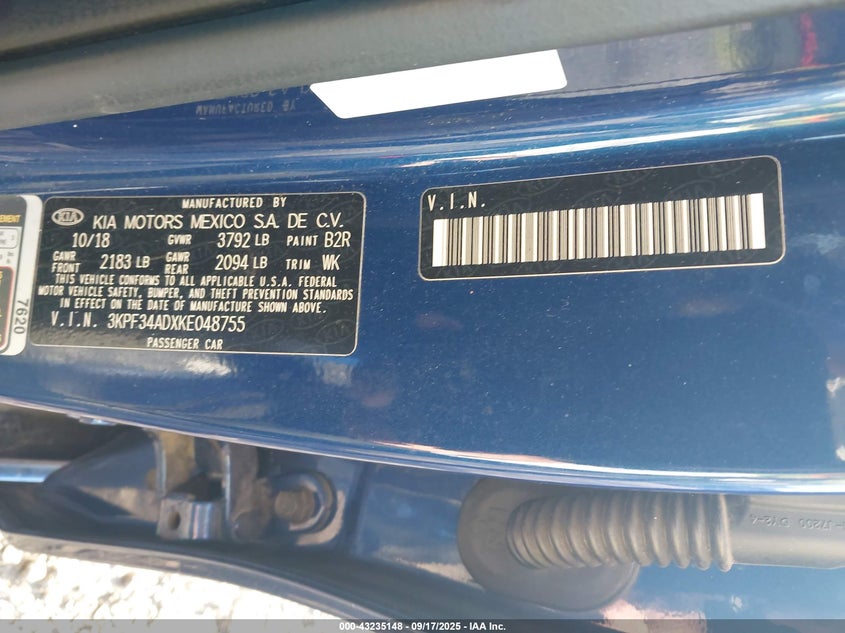 MANUFACTURED BY
KIA KIA MOTORS MEXICO S.A. DE C.V.
10/18 GVWR 3792 LB PAINT B2R
GAWR FRONT 2183 LB GAWR REAR 2094 LB TRIM WK
THIS VEHICLE CONFORMS TO ALL APPLICABLE U.S.A. FEDERAL
MOTOR VEHICLE SAFETY, BUMPER, AND THEFT PREVENTION STANDARDS
IN EFFECT ON THE DATE OF MANUFACTURE SHOWN ABOVE.
V.I.N. 3KPF34ADXKE048755
PASSENGER CAR
V.I.N.
7620
000-43235148 - 09/17/2025 - IAA Inc.